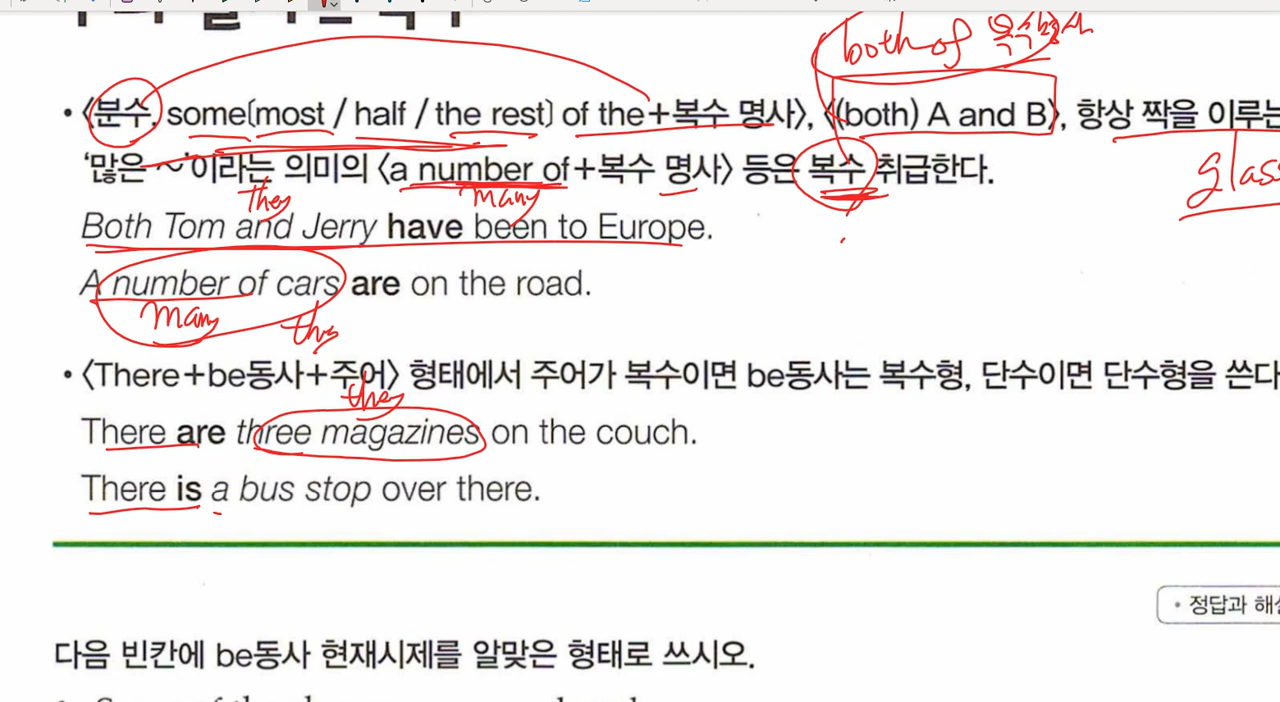 both of 복수명사
• 〈분수, some(most / half / the rest) of the+복수 명사〉, 〈(both) A and B〉, 항상 짝을 이루는
'많은 ~'이라는 의미의 〈a number of+복수 명사〉 등은 복수 취급한다.
glass
they many
Both Tom and Jerry have been to Europe.
A number of cars are on the road.
many they
• 〈There+be동사+주어〉 형태에서 주어가 복수이면 be동사는 복수형, 단수이면 단수형을 쓴다
they
There are three magazines on the couch.
There is a bus stop over there.
• 정답과 해설
다음 빈칸에 be동사 현재시제를 알맞은 형태로 쓰시오.